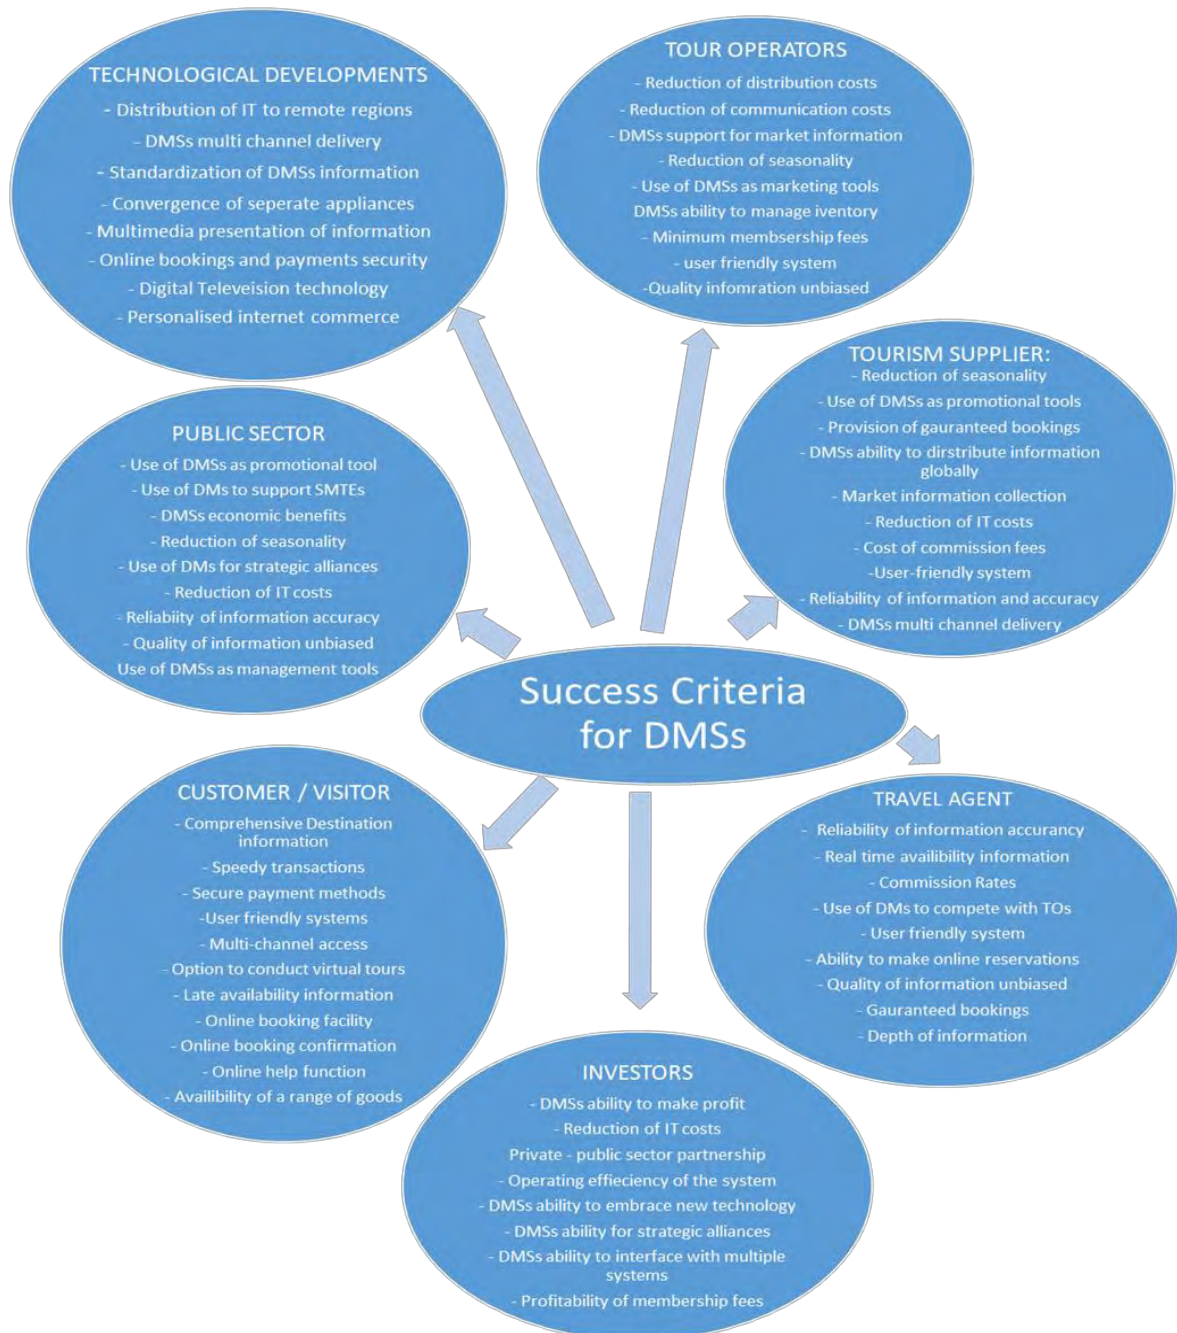 TECHNOLOGICAL DEVELOPMENTS
- Distribution of IT to remote regions
- DMSs multi channel delivery
- Standardization of DMSs information
- Convergence of seperate appliances
- Multimedia presentation of information
- Online bookings and payments security
- Digital Televeision technology
- Personalised internet commerce
TOUR OPERATORS
- Reduction of distribution costs
- Reduction of communication costs
- DMSs support for market information
- Reduction of seasonality
- Use of DMSs as marketing tools
DMSs ability to manage iventory
- Minimum membsership fees
- user friendly system
-Quality infomration unbiased
TOURISM SUPPLIER:
- Reduction of seasonality
- Use of DMSs as promotional tools
- Provision of gauranteed bookings
- DMSs ability to dirstribute information
globally
- Market information collection
- Reduction of IT costs
- Cost of commission fees
-User-friendly system
- Reliability of information and accuracy
- DMSs multi channel delivery
PUBLIC SECTOR
- Use of DMSs as promotional tool
- Use of DMs to support SMTEs
- DMSs economic benefits
- Reduction of seasonality
- Use of DMs for strategic alliances
- Reduction of IT costs
- Reliabiity of information accuracy
- Quality of information unbiased
Use of DMSs as management tools
Success Criteria
for DMSs
CUSTOMER / VISITOR
- Comprehensive Destination
information
- Speedy transactions
- Secure payment methods
-User friendly systems
- Multi-channel access
- Option to conduct virtual tours
- Late availability information
- Online booking facility
- Online booking confirmation
- Online help function
- Availibility of a range of goods
TRAVEL AGENT
- Reliability of information accurancy
- Real time availibility information
- Commission Rates
- Use of DMs to compete with TOs
- User friendly system
- Ability to make online reservations
- Quality of information unbiased
- Gauranteed bookings
- Depth of information
INVESTORS
- DMSs ability to make profit
- Reduction of IT costs
Private - public sector partnership
- Operating effieciency of the system
- DMSs ability to embrace new technology
- DMSs ability for strategic alliances
- DMSs ability to interface with multiple
systems
- Profitability of membership fees